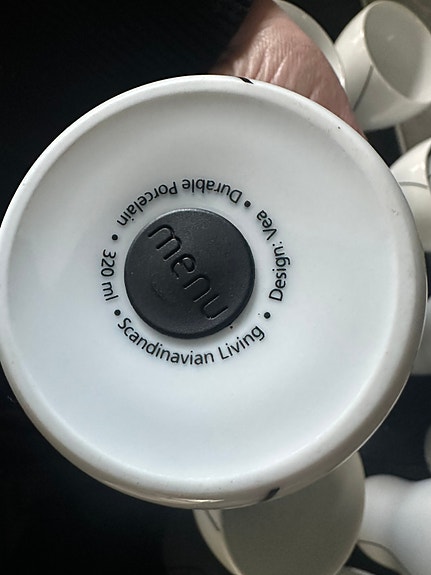 menu
Scandinavian Living • Design: Vea • Durable Porcelain • 320 ml •